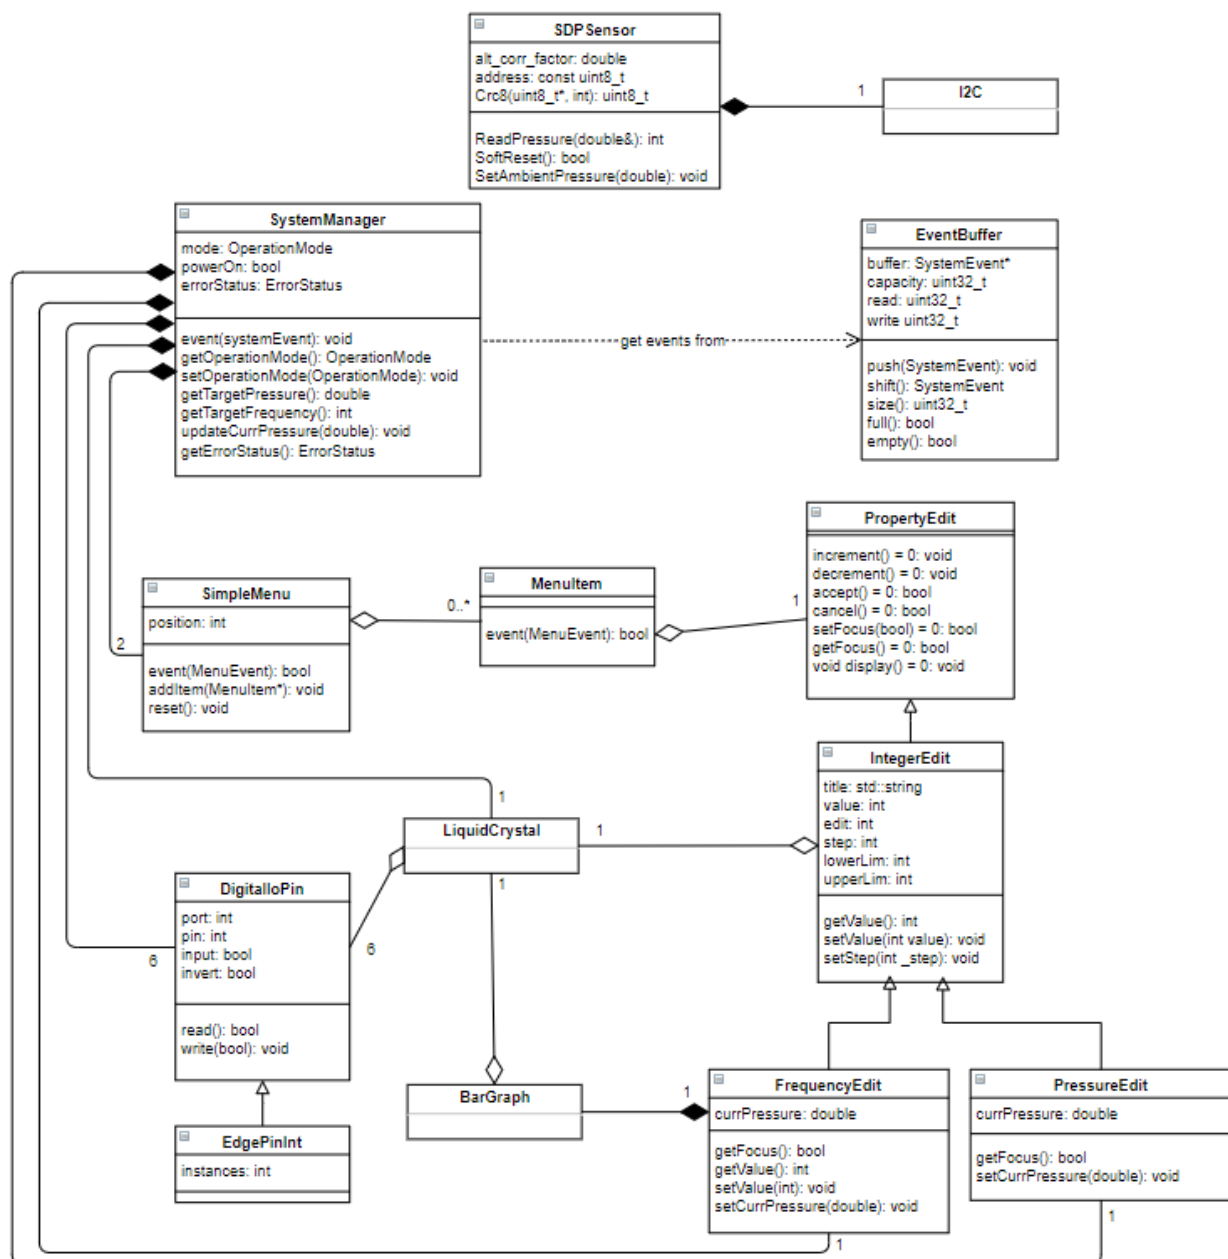 SDPSensor
alt_corr_factor: double
address: const uint8_t
Crc8(uint8_t*, int): uint8_t
ReadPressure(double&): int
SoftReset(): bool
SetAmbientPressure(double): void
1
I2C
SystemManager
mode: OperationMode
powerOn: bool
errorStatus: ErrorStatus
event(systemEvent): void
getOperationMode(): OperationMode
setOperationMode(OperationMode): void
getTargetPressure(): double
getTargetFrequency(): int
updateCurrPressure(double): void
getErrorStatus(): ErrorStatus
get events from
EventBuffer
buffer: SystemEvent*
capacity: uint32_t
read: uint32_t
write uint32_t
push(SystemEvent): void
shift(): SystemEvent
size(): uint32_t
full(): bool
empty(): bool
PropertyEdit
increment() = 0: void
decrement() = 0: void
accept() = 0: bool
cancel() = 0: bool
setFocus(bool) = 0: bool
getFocus() = 0: bool
void display() = 0: void
SimpleMenu
position: int
event(MenuEvent): bool
addItem(MenuItem*): void
reset(): void
2
0..*
MenuItem
event(MenuEvent): bool
1
IntegerEdit
title: std::string
value: int
edit: int
step: int
lowerLim: int
upperLim: int
getValue(): int
setValue(int value): void
setStep(int _step): void
1
LiquidCrystal
1
1
DigitalIoPin
port: int
pin: int
input: bool
invert: bool
read(): bool
write(bool): void
6
6
EdgePinInt
instances: int
BarGraph
1
FrequencyEdit
currPressure: double
getFocus(): bool
getValue(): int
setValue(int): void
setCurrPressure(double): void
1
PressureEdit
currPressure: double
getFocus(): bool
setCurrPressure(double): void
1